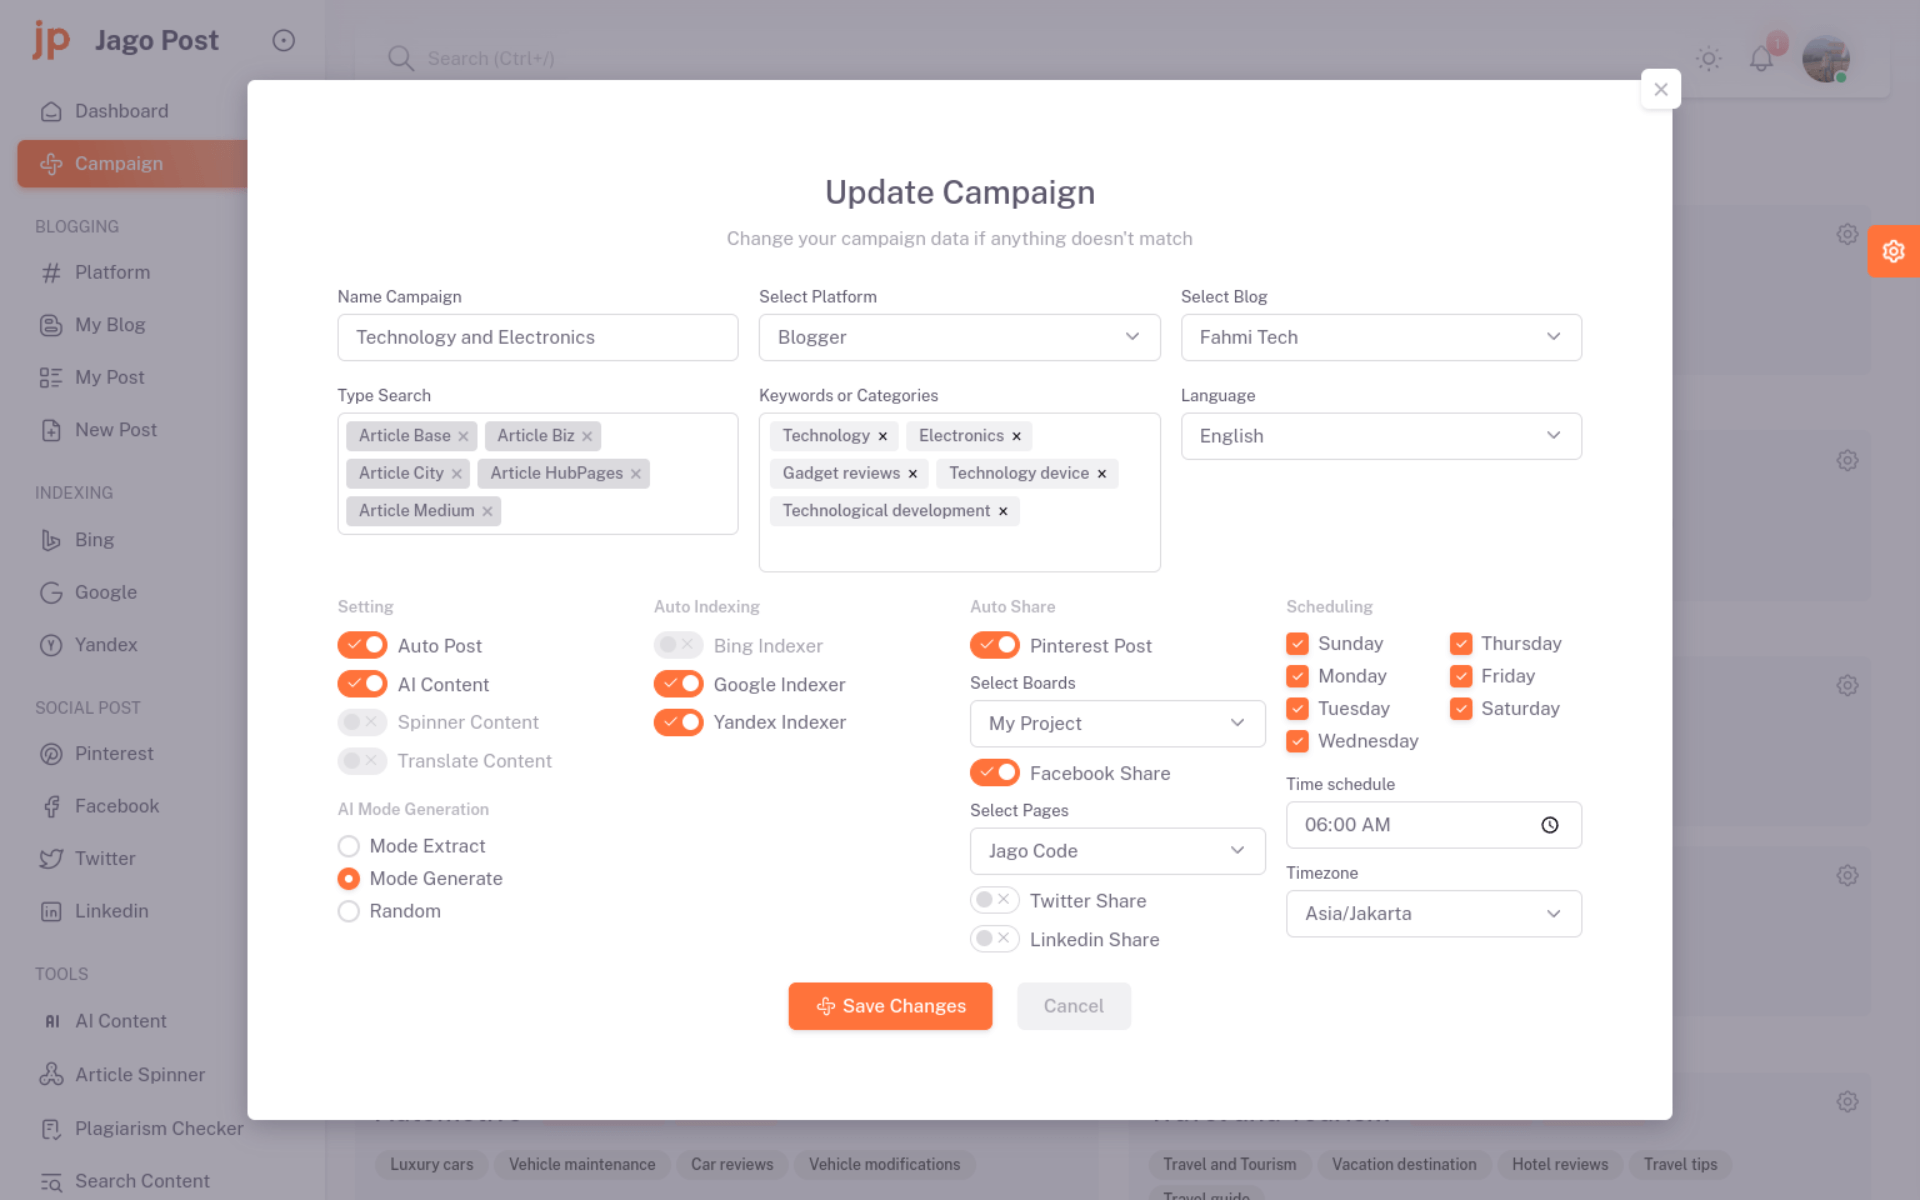 jp Jago Post
Search (Ctrl+/)
1
Dashboard
Campaign
BLOGGING
Platform
My Blog
My Post
New Post
INDEXING
Bing
Google
Yandex
SOCIAL POST
Pinterest
Facebook
Twitter
Linkedin
TOOLS
AI Content
Article Spinner
Plagiarism Checker
Search Content
Update Campaign
Change your campaign data if anything doesn't match
Name Campaign
Technology and Electronics
Select Platform
Blogger
Select Blog
Fahmi Tech
Type Search
Article Base × Article Biz ×
Article City × Article HubPages ×
Article Medium ×
Keywords or Categories
Technology × Electronics ×
Gadget reviews × Technology device ×
Technological development ×
Language
English
Setting
Auto Post
AI Content
Spinner Content
Translate Content
AI Mode Generation
Mode Extract
Mode Generate
Random
Auto Indexing
Bing Indexer
Google Indexer
Yandex Indexer
Auto Share
Pinterest Post
Select Boards
My Project
Facebook Share
Select Pages
Jago Code
Twitter Share
Linkedin Share
Scheduling
Sunday
Monday
Tuesday
Wednesday
Thursday
Friday
Saturday
Time schedule
06:00 AM
Timezone
Asia/Jakarta
Save Changes
Cancel
Luxury cars Vehicle maintenance Car reviews Vehicle modifications
Travel and Tourism Vacation destination Hotel reviews Travel tips
Travel guide